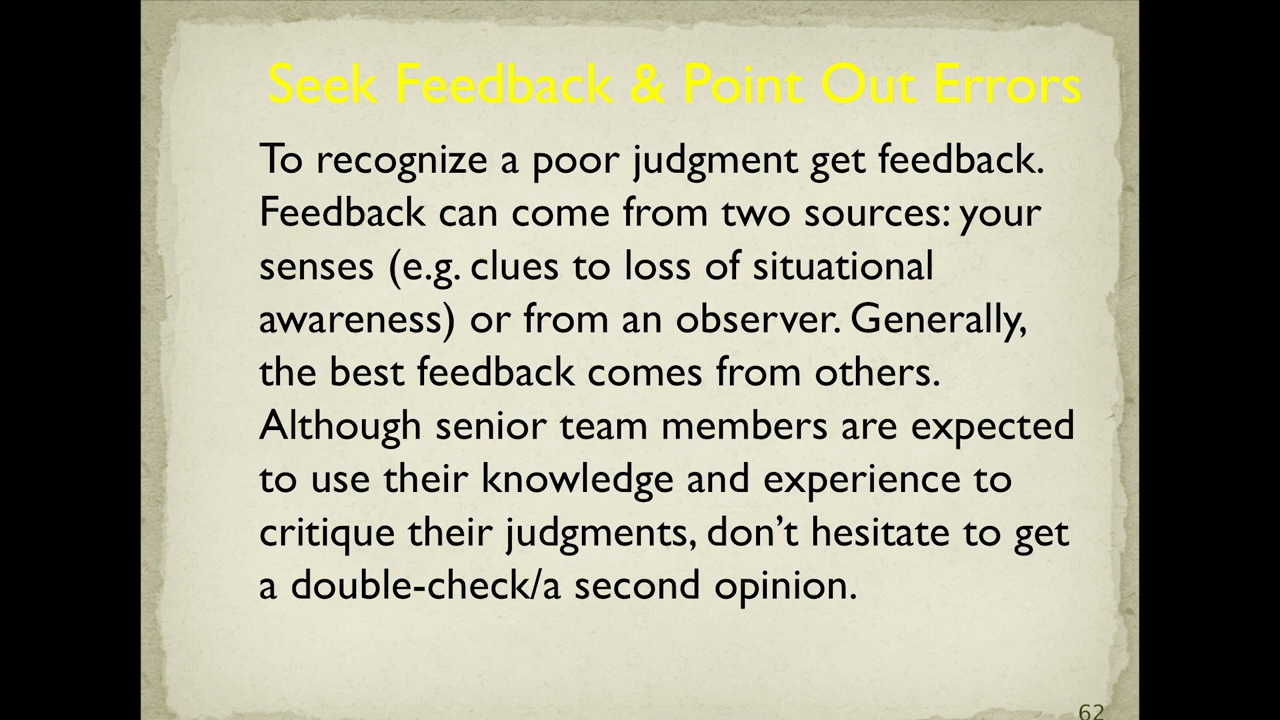 Seek Feedback & Point Out Errors
To recognize a poor judgment get feedback.
Feedback can come from two sources: your
senses (e.g. clues to loss of situational
awareness) or from an observer. Generally,
the best feedback comes from others.
Although senior team members are expected
to use their knowledge and experience to
critique their judgments, don’t hesitate to get
a double-check/a second opinion.
62